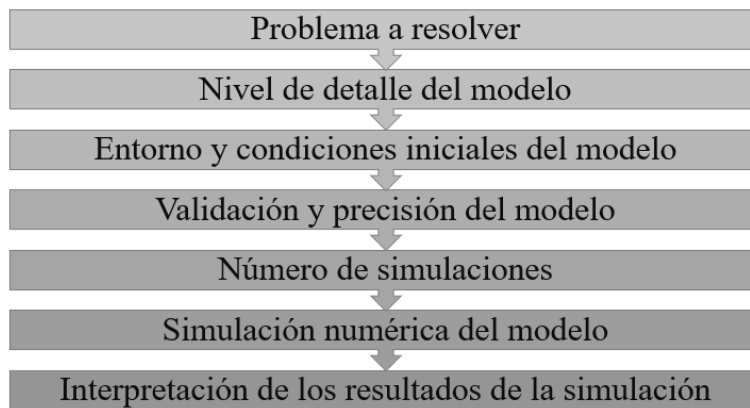 Problema a resolver
Nivel de detalle del modelo
Entorno y condiciones iniciales del modelo
Validación y precisión del modelo
Número de simulaciones
Simulación numérica del modelo
Interpretación de los resultados de la simulación